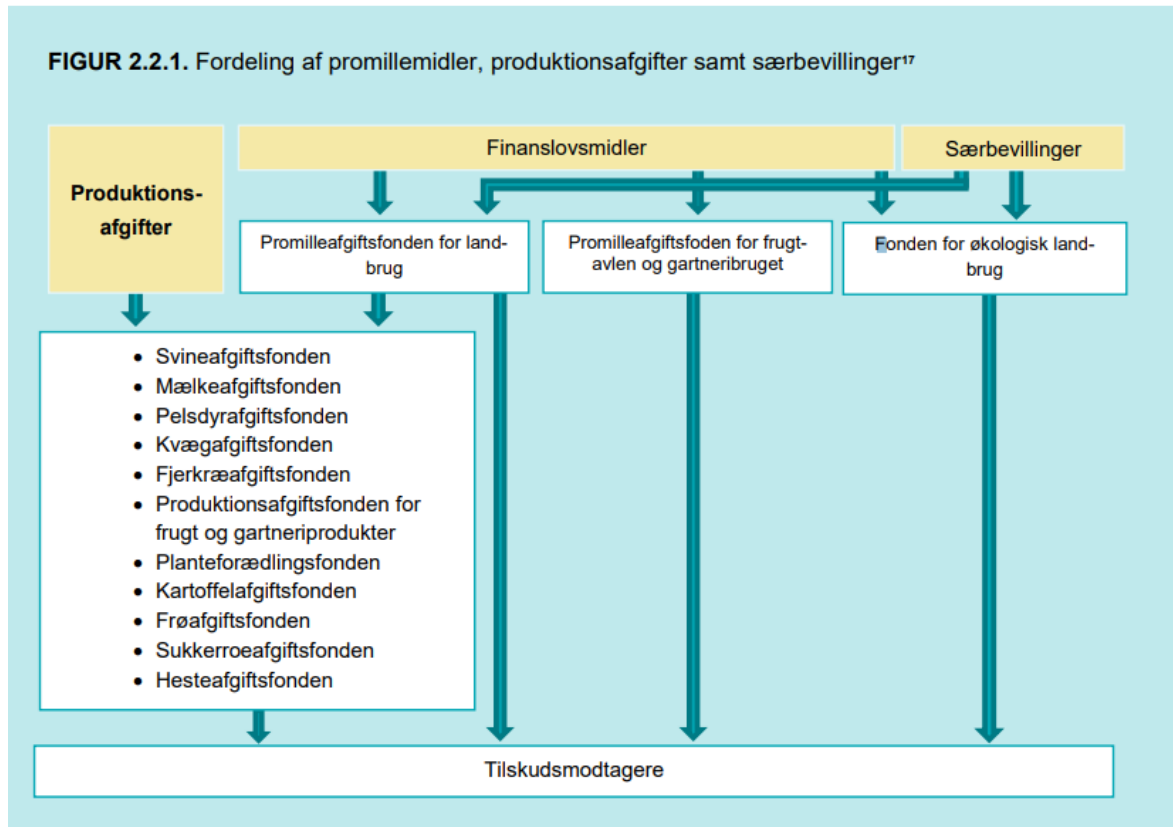 FIGUR 2.2.1. Fordeling af promillemidler, produktionsafgifter samt særbevillinger¹⁷
Finanslovsmidler
Særbevillinger
Produktions-
afgifter
Promilleafgiftsfonden for land-
brug
Promilleafgiftsfoden for frugt-
avlen og gartneribruget
Fonden for økologisk land-
brug
• Svineafgiftsfonden
• Mælkeafgiftsfonden
• Pelsdyrafgiftsfonden
• Kvægafgiftsfonden
• Fjerkræafgiftsfonden
• Produktionsafgiftsfonden for
frugt og gartneriprodukter
• Planteforædlingsfonden
• Kartoffelafgiftsfonden
• Frøafgiftsfonden
• Sukkerroeafgiftsfonden
• Hesteafgiftsfonden
Tilskudsmodtagere